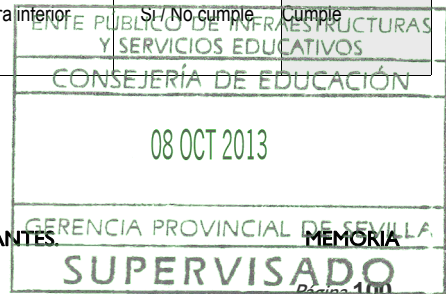 ra inferior Si / No cumple Cumple
ENTE PÚBLICO DE INFRAESTRUCTURAS
Y SERVICIOS EDUCATIVOS
CONSEJERÍA DE EDUCACIÓN
08 OCT 2013
GERENCIA PROVINCIAL DE SEVILLA
ANTES. MEMORIA
SUPERVISADO
Página 100